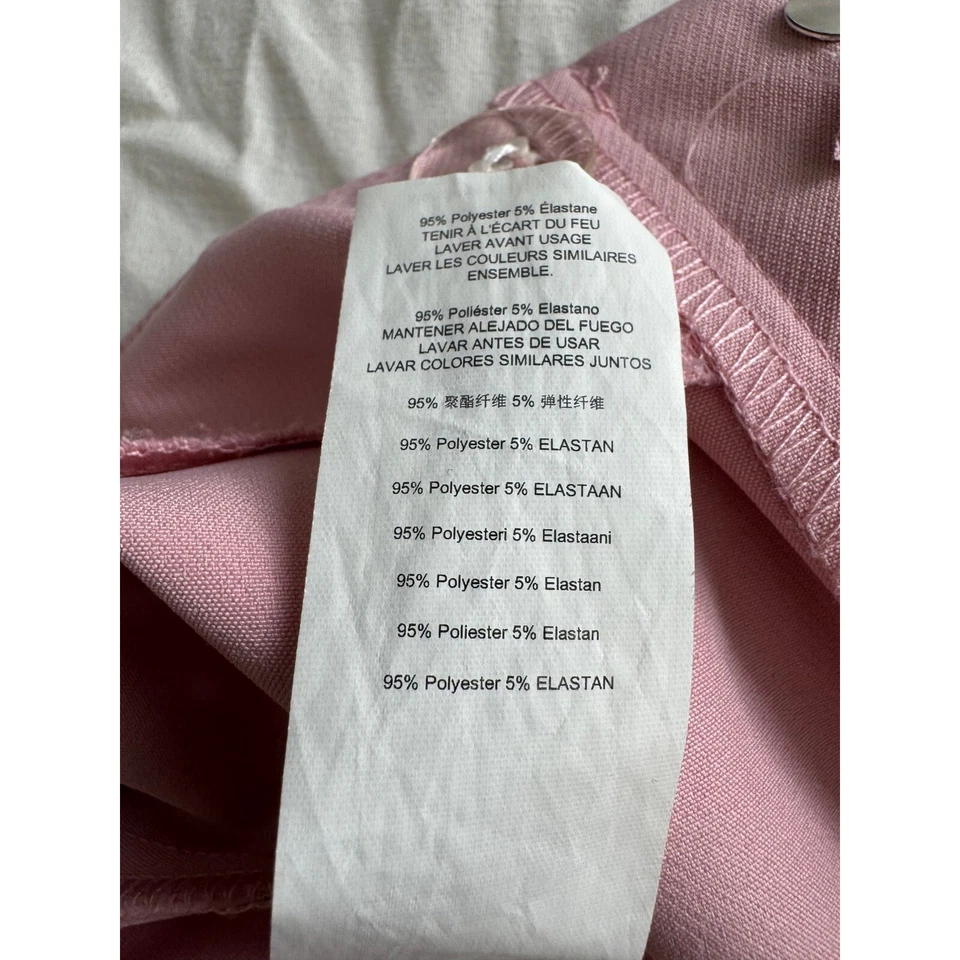 95% Polyester 5% Élastane
TENIR À L'ÉCART DU FEU
LAVER AVANT USAGE
LAVER LES COULEURS SIMILAIRES
ENSEMBLE.
95% Poliéster 5% Elastano
MANTENER ALEJADO DEL FUEGO
LAVAR ANTES DE USAR
LAVAR COLORES SIMILARES JUNTOS
95% 聚酯纤维 5% 弹性纤维
95% Polyester 5% ELASTAN
95% Polyester 5% ELASTAAN
95% Polyesteri 5% Elastaani
95% Polyester 5% Elastan
95% Poliester 5% Elastan
95% Polyester 5% ELASTAN